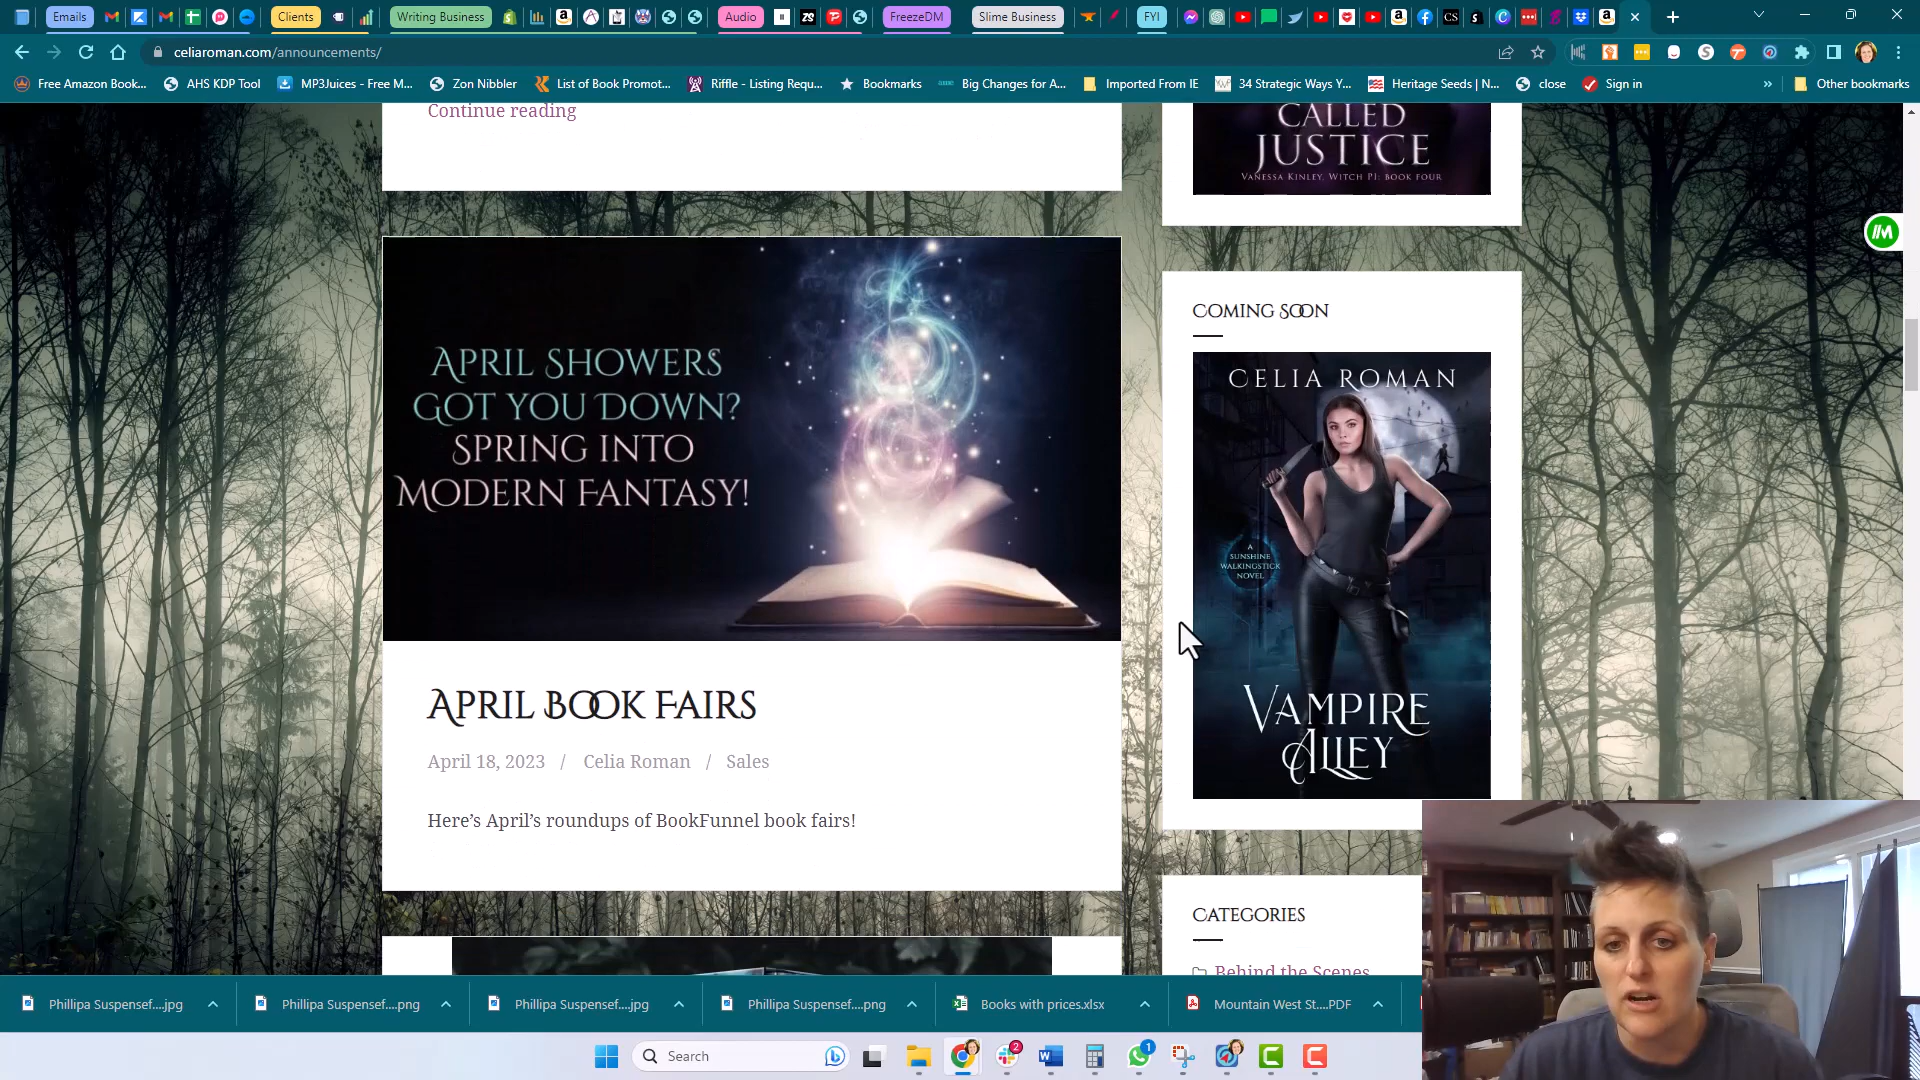 Emails
Clients
Writing Business
Audio
FreezeDM
Slime Business
FYI
celiaroman.com/announcements/
Free Amazon Book...
AHS KDP Tool
MP3Juices - Free M...
Zon Nibbler
List of Book Promot...
Riffle - Listing Requ...
Bookmarks
Big Changes for A...
Imported From IE
34 Strategic Ways Y...
Heritage Seeds | N...
close
Sign in
»
Other bookmarks
Continue reading
CALLED
JUSTICE
VANESSA KINLEY, WITCH PI: BOOK FOUR
APRIL SHOWERS
GOT YOU DOWN?
SPRING INTO
MODERN FANTASY!
COMING SOON
CELIA ROMAN
A
SUNSHINE
WALKINGSTICK
NOVEL
VAMPIRE
ALLEY
APRIL BOOK FAIRS
April 18, 2023 / Celia Roman / Sales
Here’s April’s roundups of BookFunnel book fairs!
CATEGORIES
Behind the Scenes
Phillipa Suspensef....jpg
Phillipa Suspensef....png
Phillipa Suspensef....jpg
Phillipa Suspensef....png
Books with prices.xlsx
Mountain West St....PDF
Search
2
1